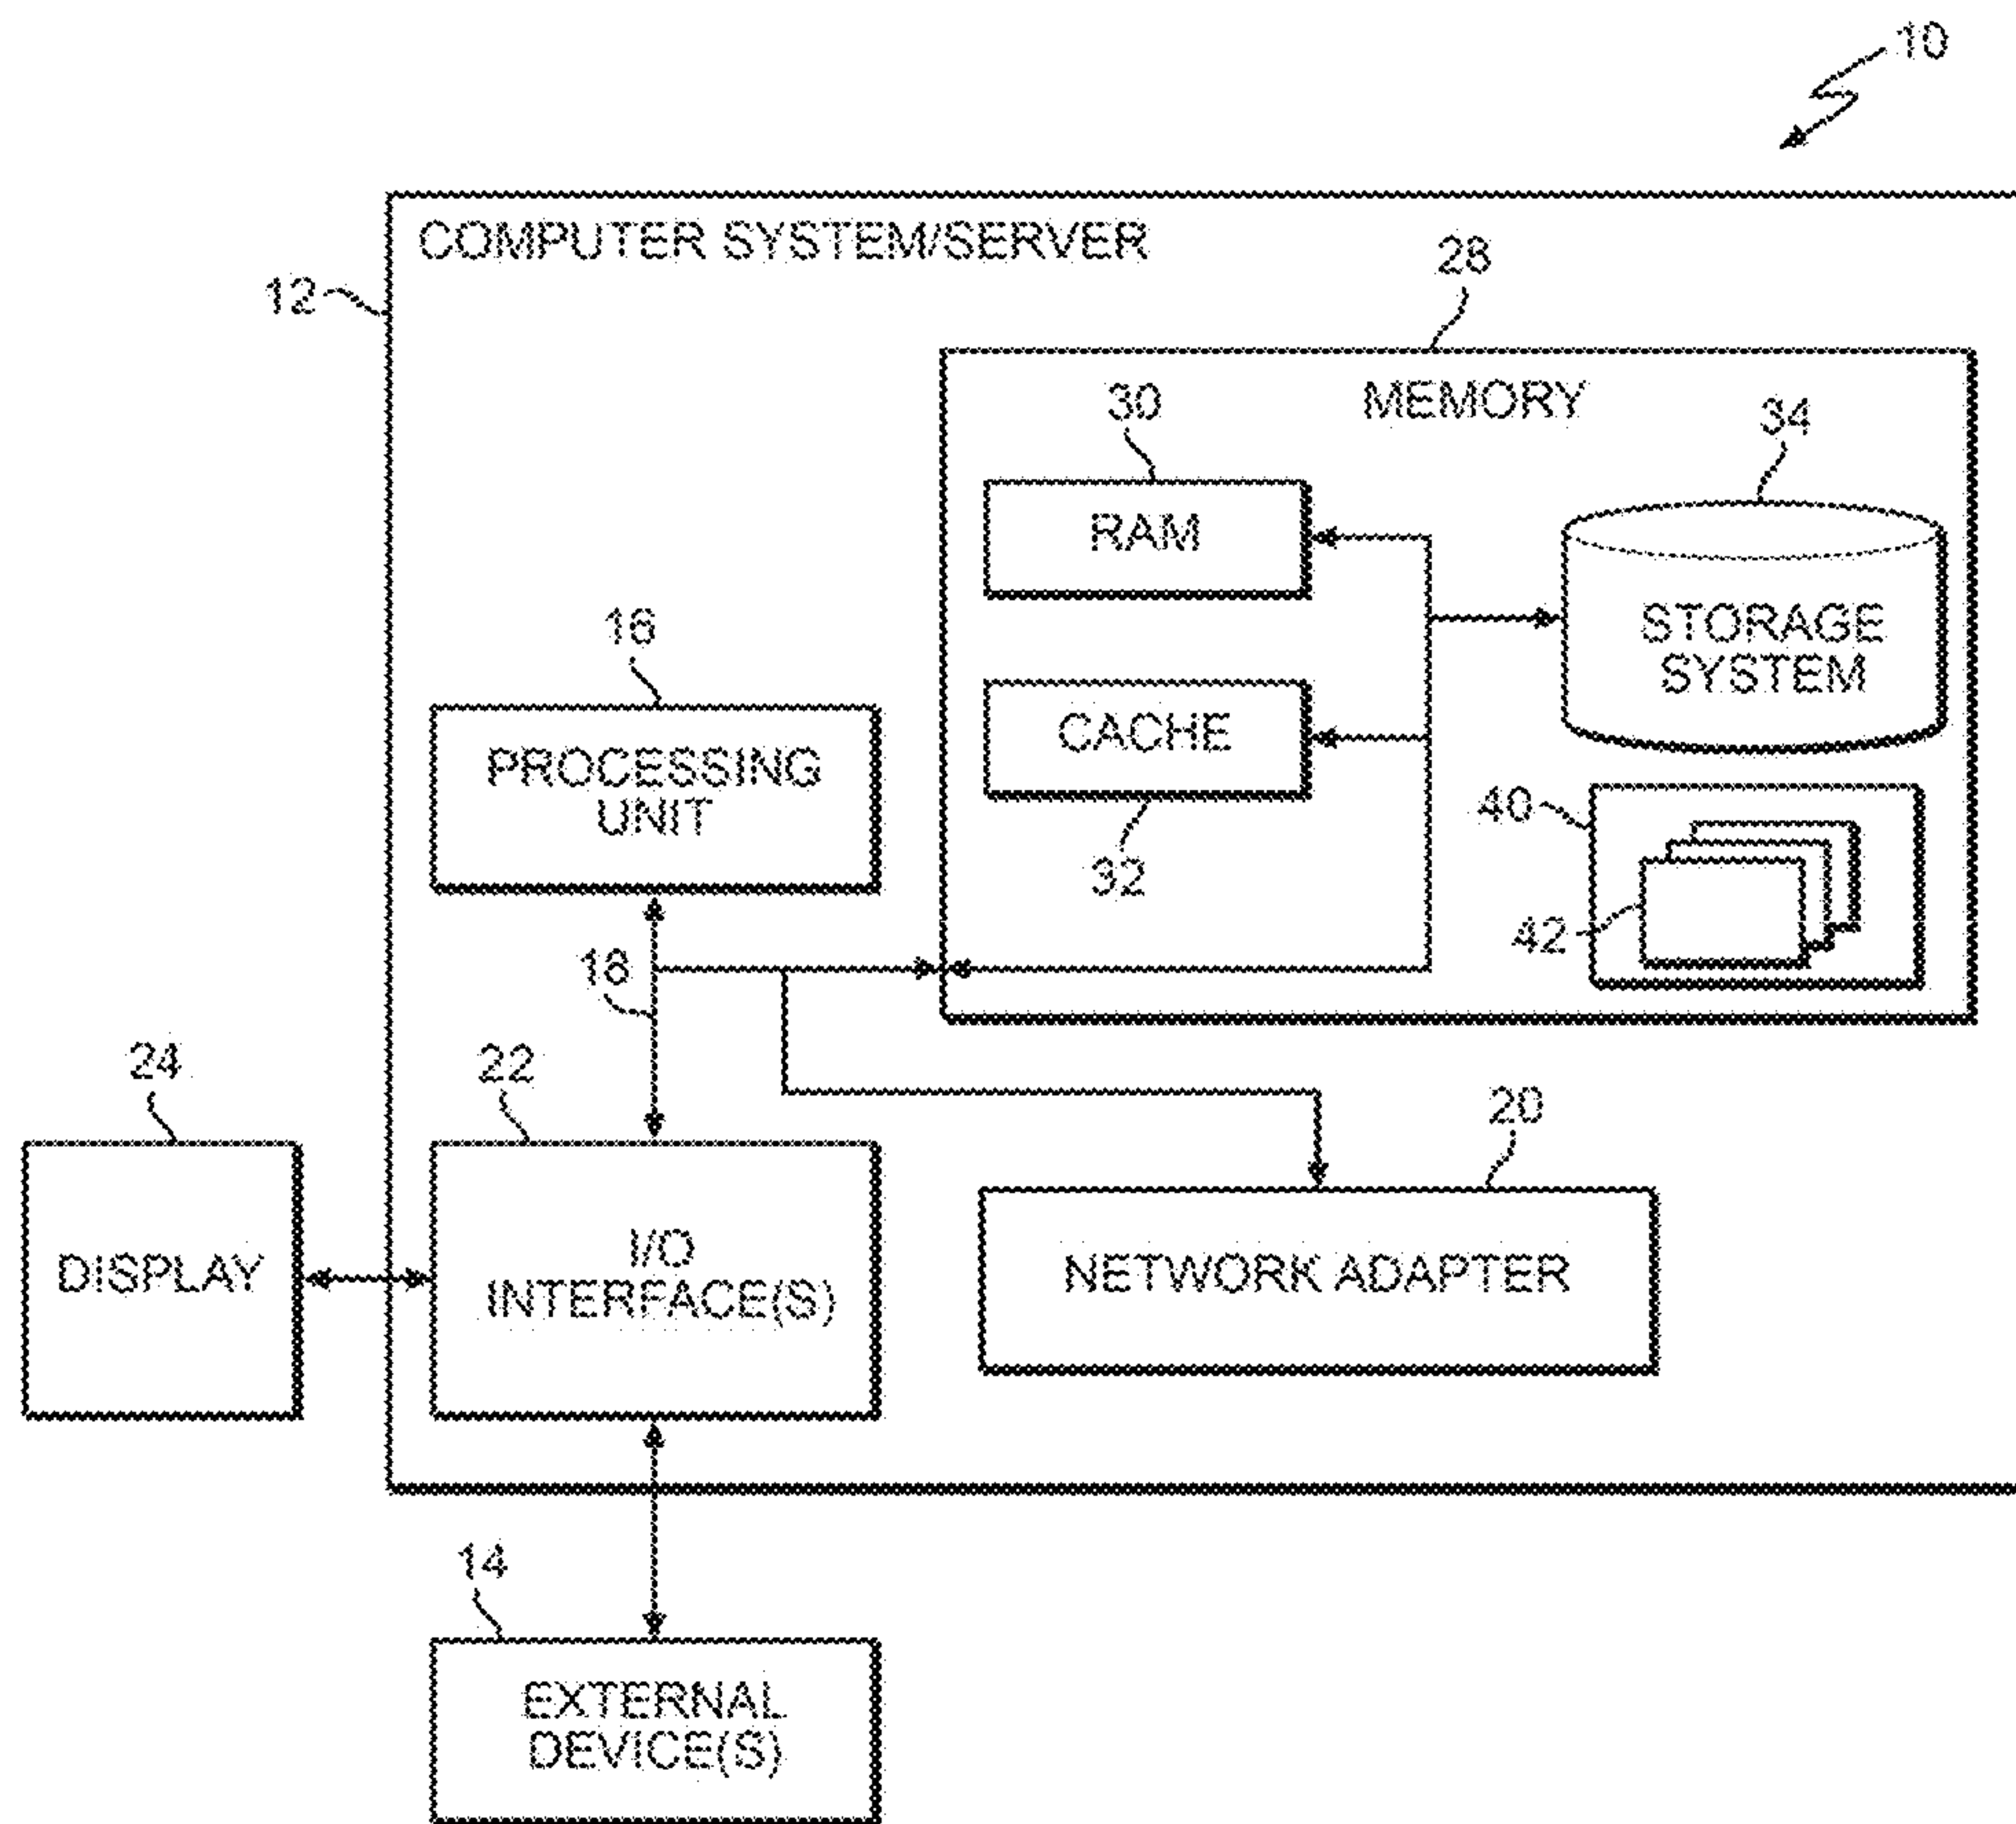 10
COMPUTER SYSTEM/SERVER
12
28
MEMORY
30
34
RAM
STORAGE
SYSTEM
16
CACHE
PROCESSING
UNIT
40
32
42
18
24
22
20
DISPLAY
I/O
INTERFACE(S)
NETWORK ADAPTER
14
EXTERNAL
DEVICE(S)